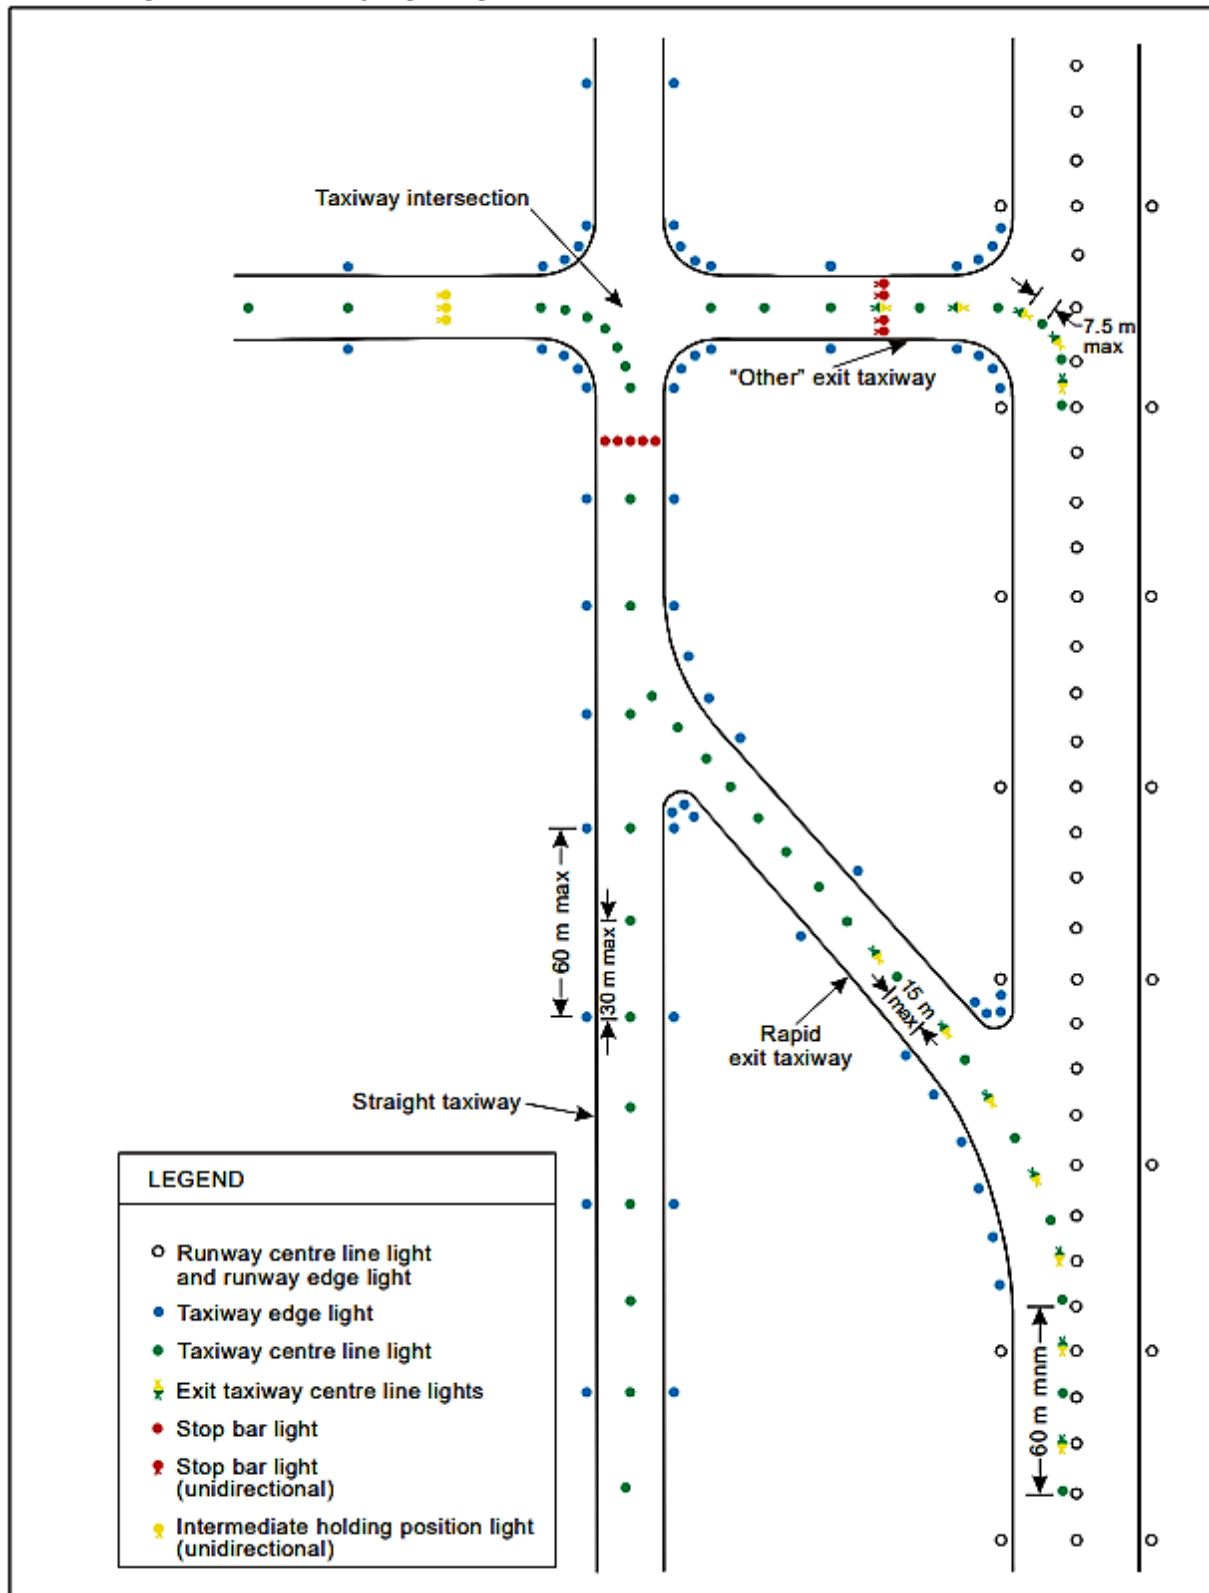 Taxiway intersection
7.5 m
max
"Other" exit taxiway
60 m max
30 m max
15 m
max
Rapid
exit taxiway
Straight taxiway
60 m mnm
LEGEND
Runway centre line light
and runway edge light
Taxiway edge light
Taxiway centre line light
Exit taxiway centre line lights
Stop bar light
Stop bar light
(unidirectional)
Intermediate holding position light
(unidirectional)